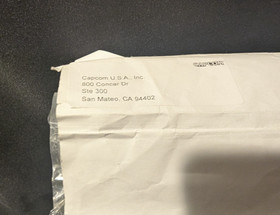 Capcom U.S.A., Inc.
800 Concar Dr
Ste 300
San Mateo, CA 94402